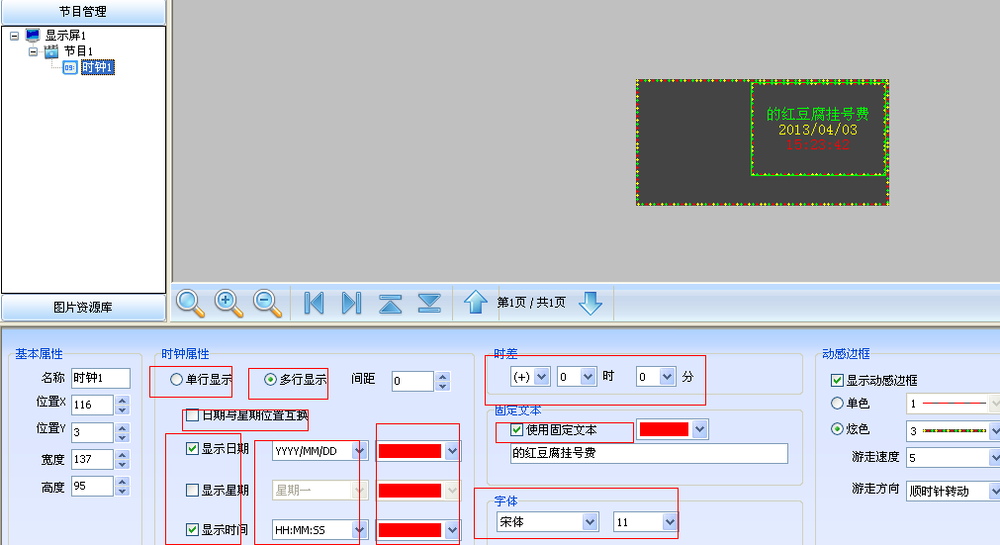 节目管理
显示屏1
节目1
时钟1
图片资源库
的红豆腐挂号费
2013/04/03
第1页 / 共1页
基本属性
名称 时钟1
位置X 116
位置Y 3
宽度 137
高度 95
时钟属性
单行显示 多行显示 间距 0
日期与星期位置互换
显示日期 YYYY/MM/DD
显示星期 星期一
显示时间 HH:MM:SS
时差
(+) 0 时 0 分
固定文本
使用固定文本
的红豆腐挂号费
字体
宋体 11
动感边框
显示动感边框
单色 1
炫色 3
游走速度 5
游走方向 顺时针转动